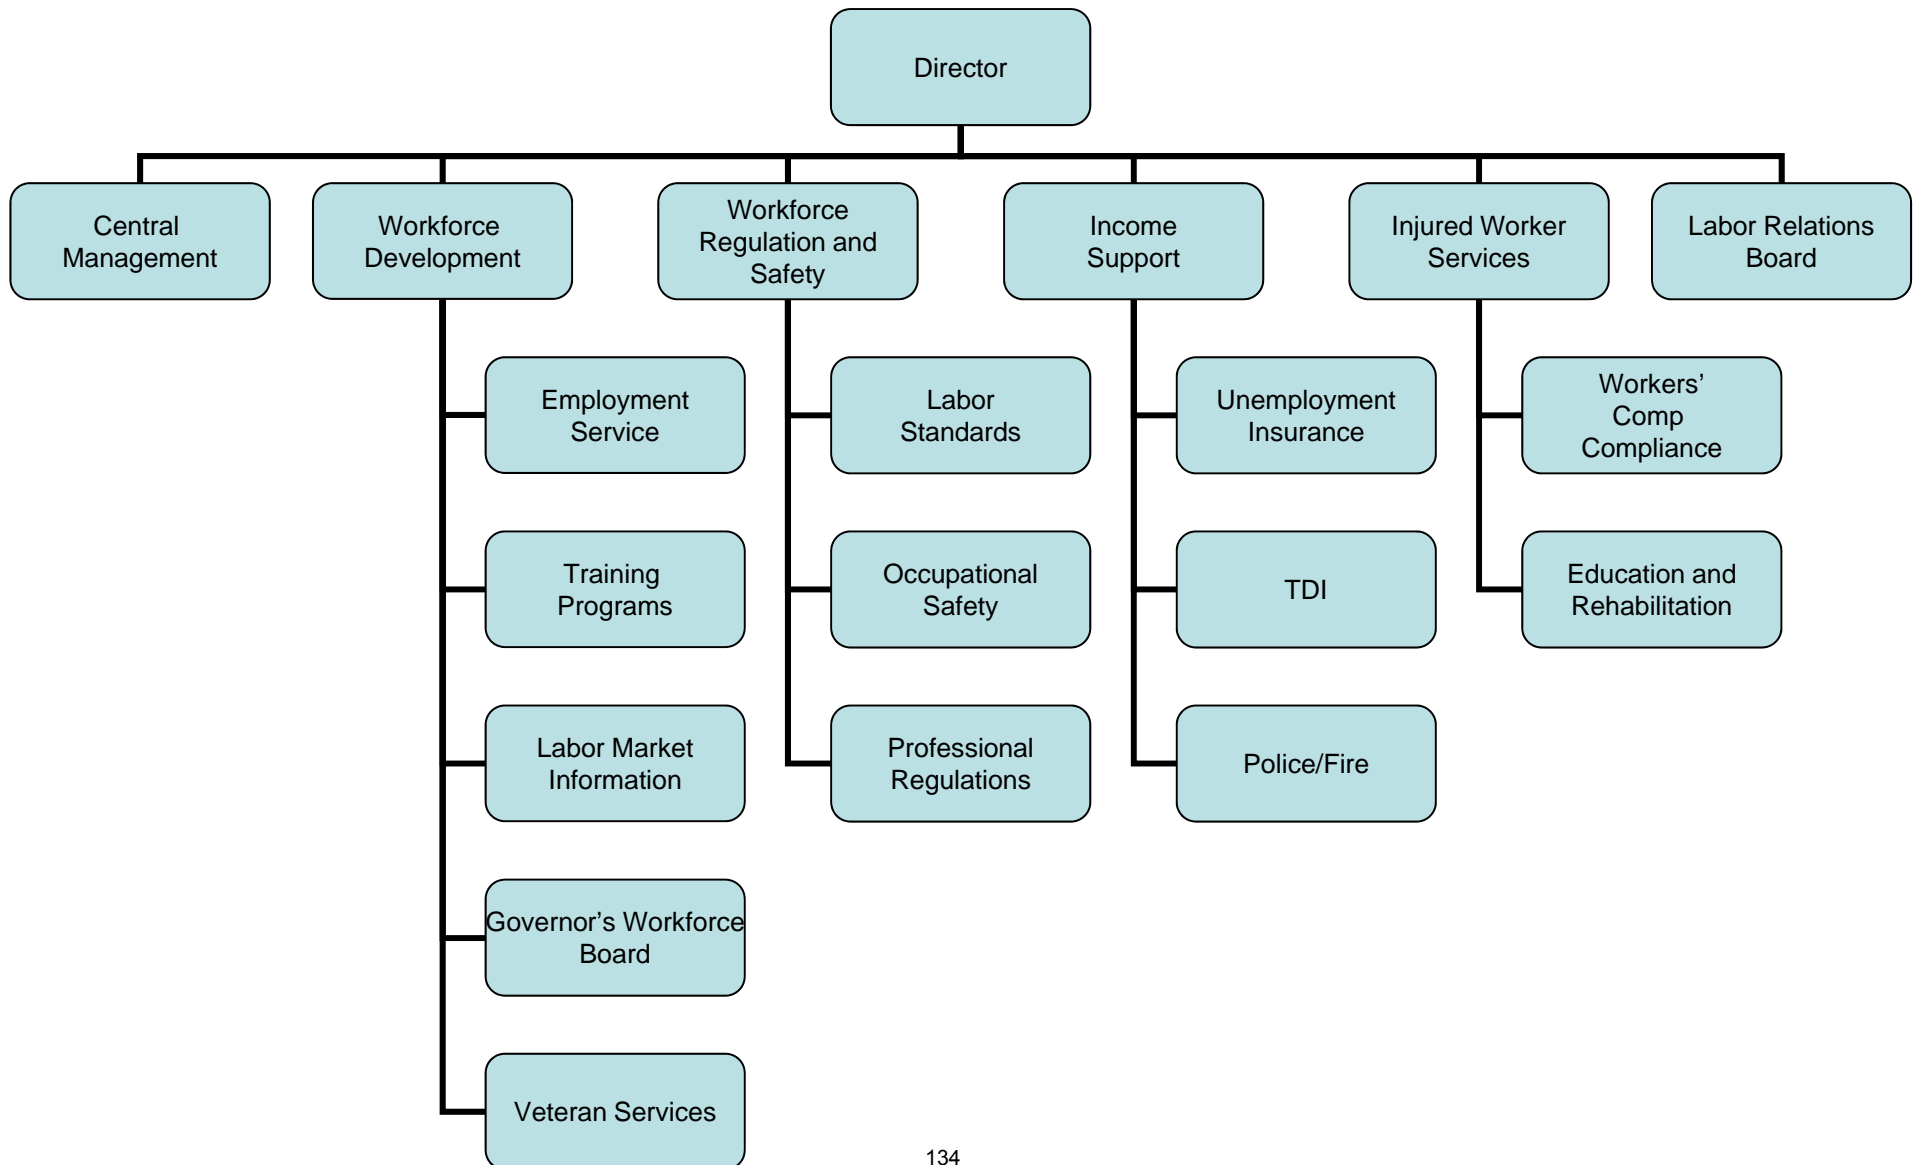 Director
Central
Management
Workforce
Development
Workforce
Regulation and
Safety
Income
Support
Injured Worker
Services
Labor Relations
Board
Employment
Service
Training
Programs
Labor Market
Information
Governor’s Workforce
Board
Veteran Services
Labor
Standards
Occupational
Safety
Professional
Regulations
Unemployment
Insurance
TDI
Police/Fire
Workers’
Comp
Compliance
Education and
Rehabilitation
134